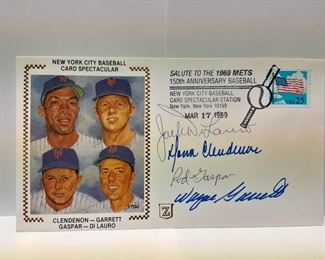 NEW YORK CITY BASEBALL
CARD SPECTACULAR
CLENDENON — GARRETT
GASPAR — DI LAURO
Z
SALUTE TO THE 1969 METS
150th ANNIVERSARY BASEBALL
NEW YORK CITY BASEBALL
CARD SPECTACULAR STATION
New York, New York 10199
MAR 17 1989
25
Jack Di Lauro
Donn Clendenon
Rod Gaspar
Wayne Garrett